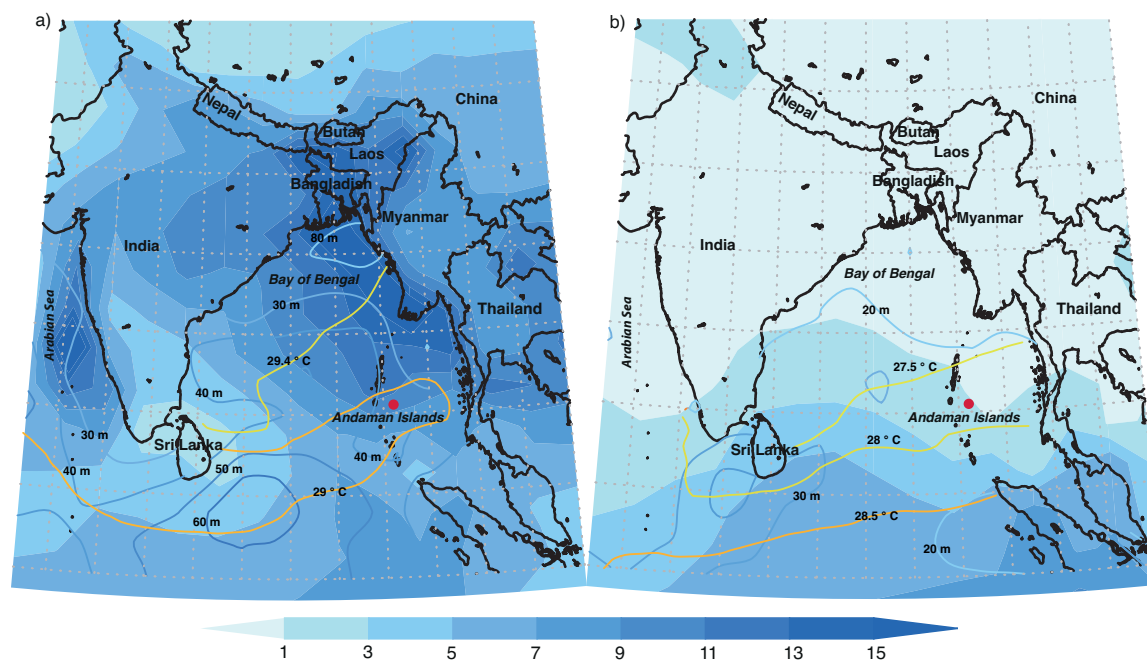 a)
China
Nepal
Butan
Laos
Bangladish
Myanmar
India
80 m
Bay of Bengal
Arabian Sea
30 m
Thailand
29.4 ° C
40 m
Andaman Islands
30 m
Sri Lanka
40 m
40 m
50 m
29 ° C
60 m
b)
China
Nepal
Butan
Laos
Bangladish
Myanmar
India
Bay of Bengal
Arabian Sea
20 m
Thailand
27.5 ° C
Andaman Islands
28 ° C
Sri Lanka
30 m
28.5 ° C
20 m
1 3 5 7 9 11 13 15